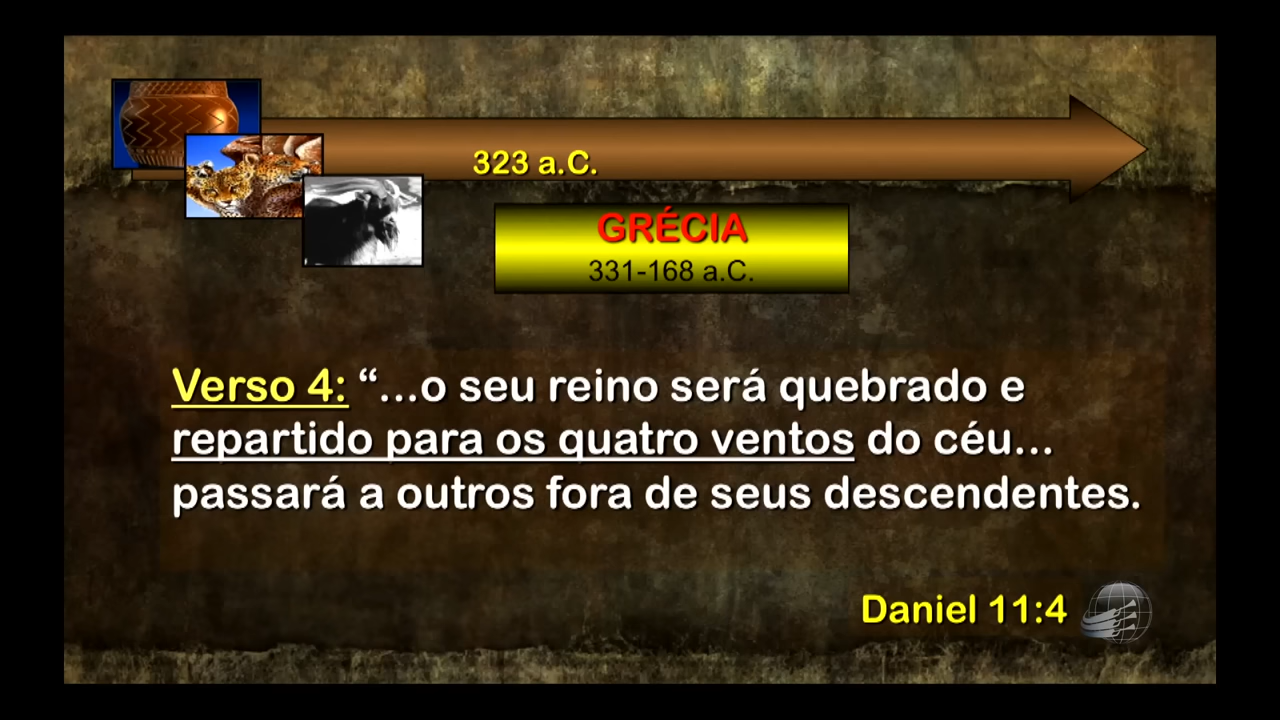 323 a.C.
GRÉCIA
331-168 a.C.
Verso 4: “...o seu reino será quebrado e
repartido para os quatro ventos do céu...
passará a outros fora de seus descendentes.
Daniel 11:4